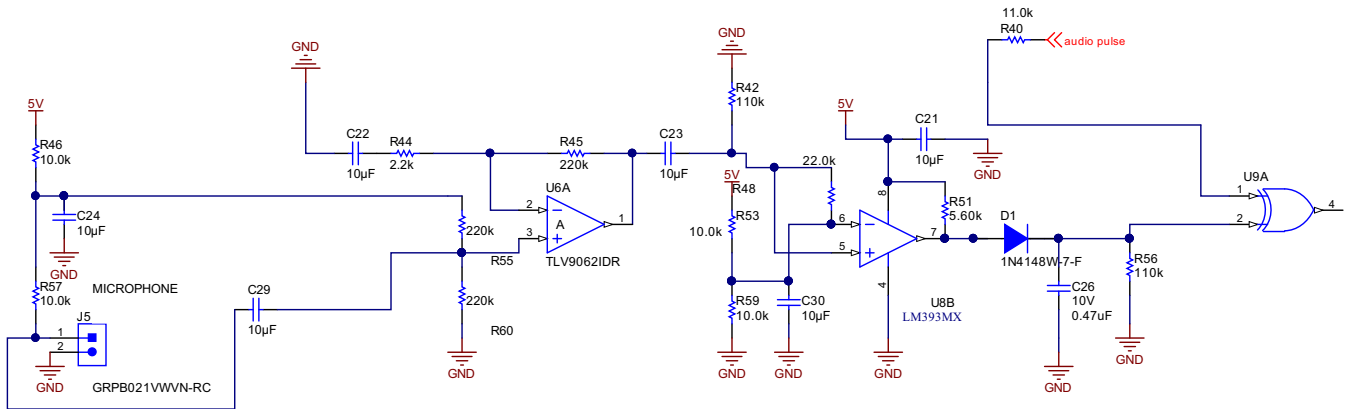 11.0k
R40
audio pulse
GND
GND
R42
110k
5V
R46
10.0k
C22
10µF
R44
2.2k
R45
220k
C23
10µF
5V
C21
10µF
GND
22.0k
R48
5V
R53
10.0k
U6A
2
3
A
1
TLV9062IDR
8
R51
5.60k
6
5
7
4
D1
1N4148W-7-F
U9A
1
2
4
C24
10µF
GND
220k
R55
R57
10.0k
MICROPHONE
C29
10µF
220k
R60
R59
10.0k
C30
10µF
U8B
LM393MX
C26
10V
0.47uF
R56
110k
J5
1
2
GND
GRPB021VWVN-RC
GND
GND
GND
GND
GND
GND